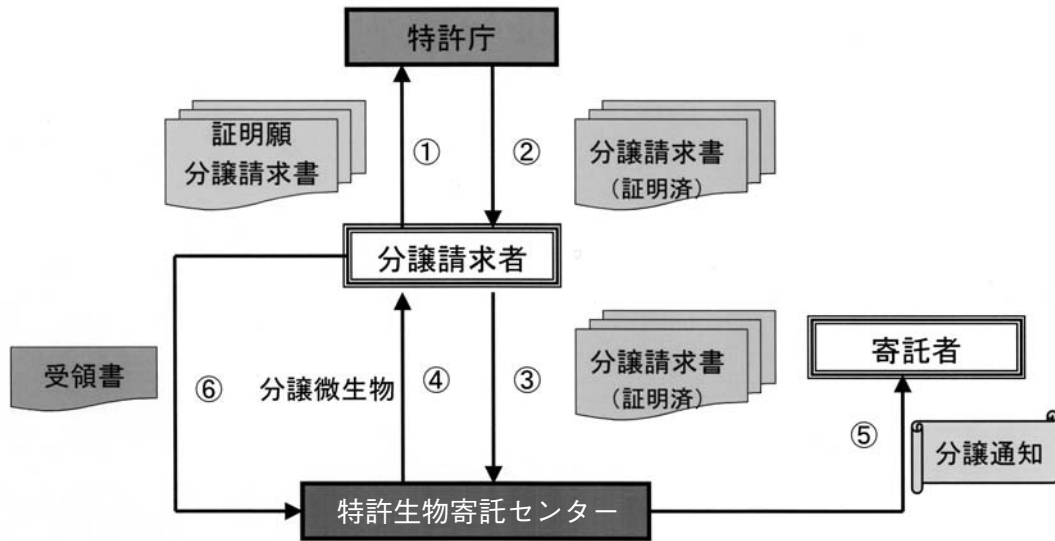 特許庁
証明願
分譲請求書
①
②
分譲請求書
（証明済）
分譲請求者
受領書
⑥
分譲微生物
④
③
分譲請求書
（証明済）
寄託者
⑤
分譲通知
特許生物寄託センター